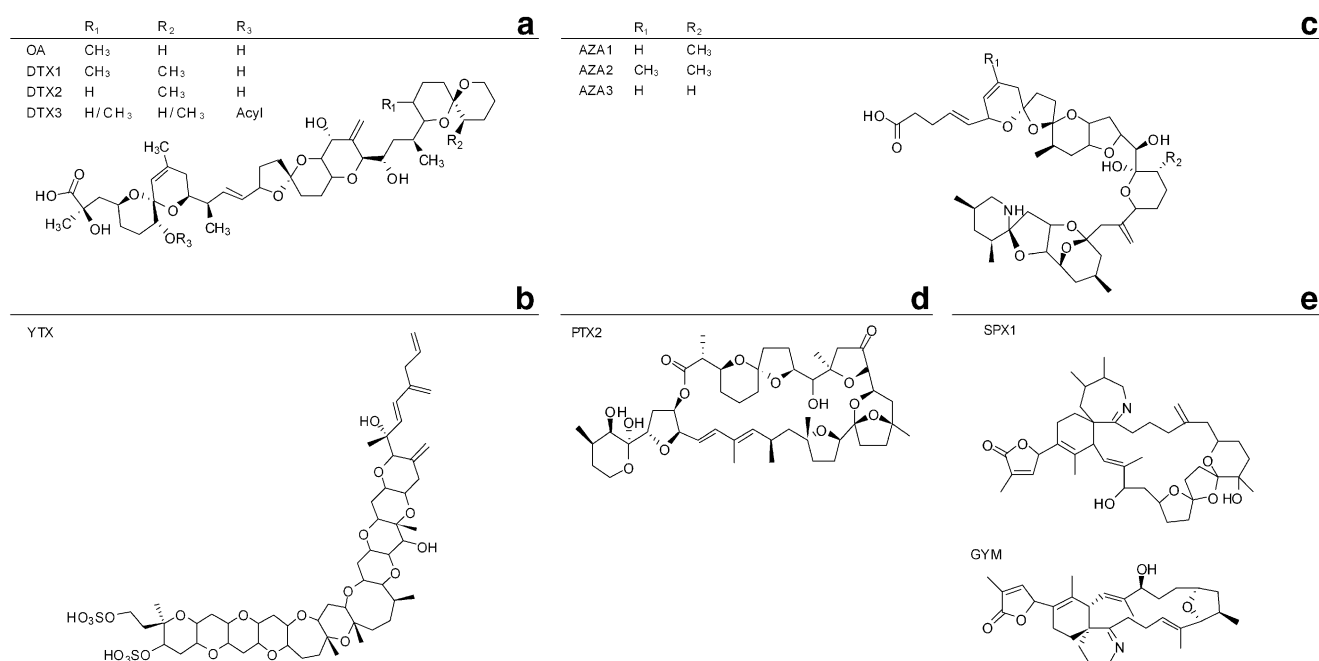 a
R1 R2 R3
OA CH3 H H
DTX1 CH3 CH3 H
DTX2 H CH3 H
DTX3 H/CH3 H/CH3 Acyl
HO
O
R1
O
O
R2
CH3
OH
H3C
O
HO
H3C
OH
O
O
CH3
OR3
O
O
O
c
R1 R2
AZA1 H CH3
AZA2 CH3 CH3
AZA3 H H
R1
HO
O
O
O
O
O
OH
HO
R2
O
NH
O
O
O
b
YTX
HO
O
O
O
OH
O
O
O
O
O
O
O
O
HO3SO
HO3SO
d
PTX2
O
O
O
O
O
O
OH
O
O
O
OH
OH
O
O
e
SPX1
N
O
O
O
O
O
HO
HO
GYM
OH
O
O
O
N